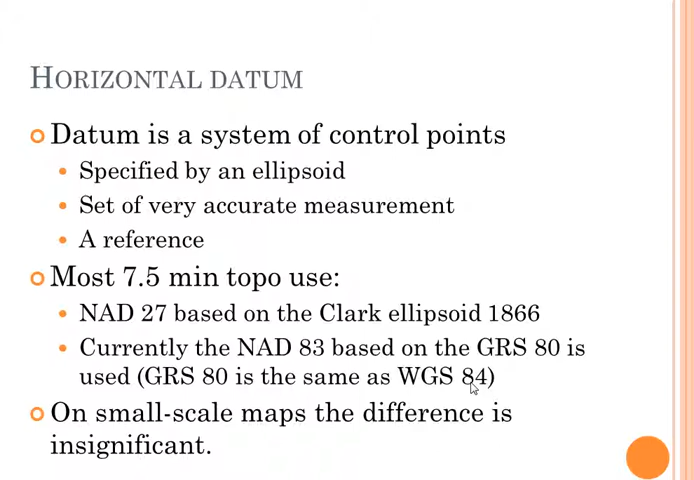 HORIZONTAL DATUM
Datum is a system of control points
Specified by an ellipsoid
Set of very accurate measurement
A reference
Most 7.5 min topo use:
NAD 27 based on the Clark ellipsoid 1866
Currently the NAD 83 based on the GRS 80 is
used (GRS 80 is the same as WGS 84)
On small-scale maps the difference is
insignificant.